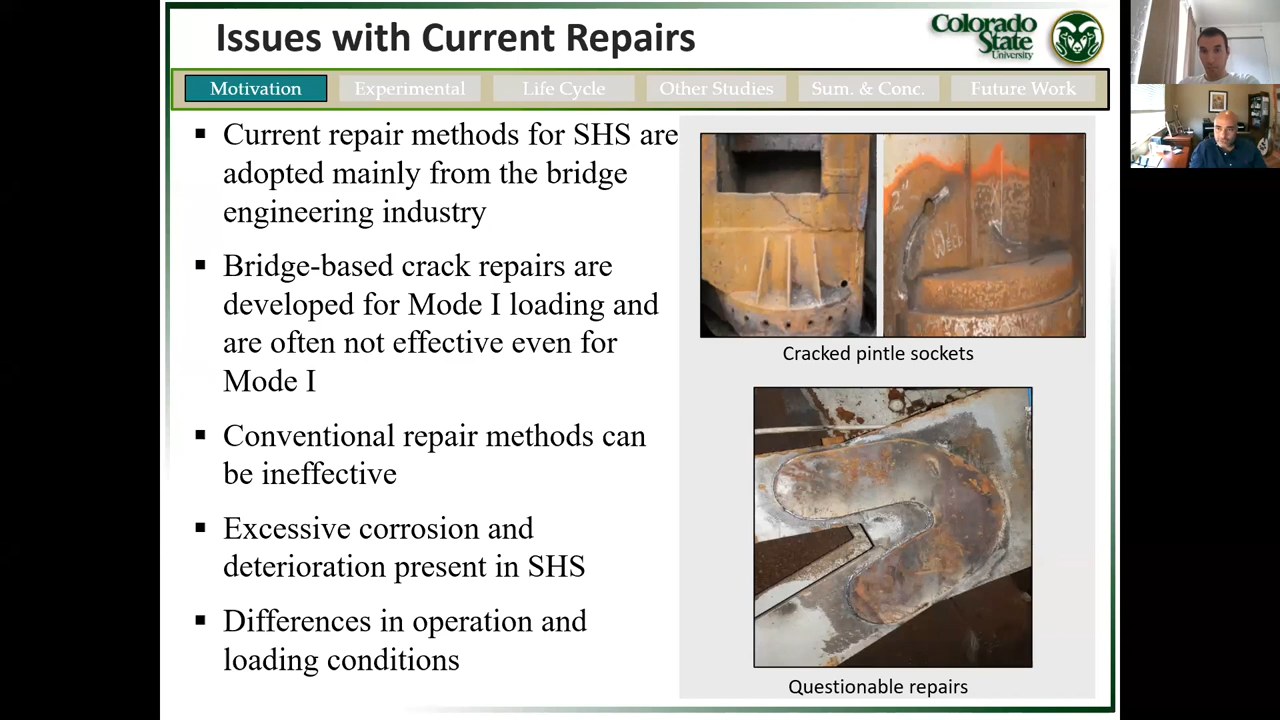 Issues with Current Repairs
Colorado
State
University
Motivation
Experimental
Life Cycle
Other Studies
Sum. & Conc.
Future Work
▪ Current repair methods for SHS are
adopted mainly from the bridge
engineering industry
▪ Bridge-based crack repairs are
developed for Mode I loading and
are often not effective even for
Mode I
▪ Conventional repair methods can
be ineffective
▪ Excessive corrosion and
deterioration present in SHS
▪ Differences in operation and
loading conditions
2"
WELD
Cracked pintle sockets
Questionable repairs